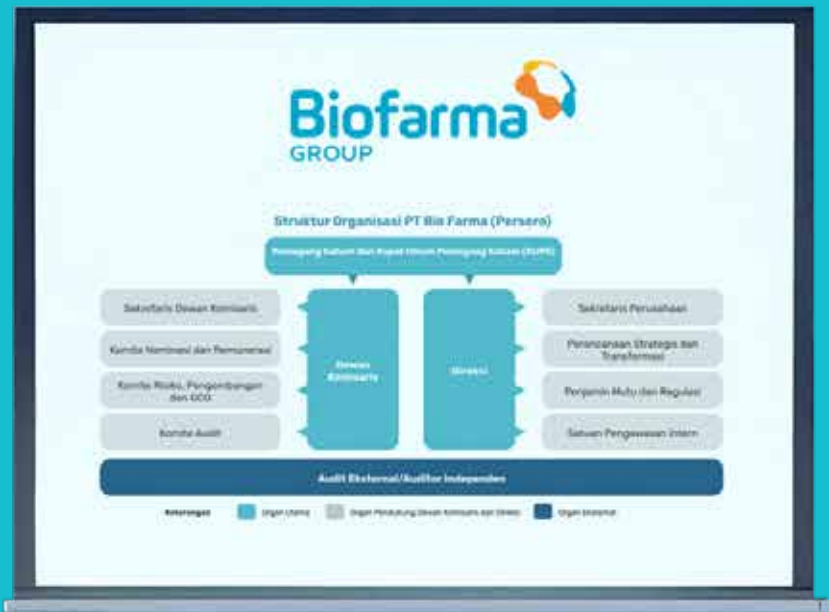 Biofarma
GROUP
Struktur Organisasi PT Bio Farma (Persero)
Pemegang Saham dan Rapat Umum Pemegang Saham (RUPS)
Sekretaris Dewan Komisaris
Komite Nominasi dan Remunerasi
Komite Risiko, Pengembangan
dan GCG
Komite Audit
Dewan
Komisaris
Direksi
Sekretaris Perusahaan
Perencanaan Strategis dan
Transformasi
Penjamin Mutu dan Regulasi
Satuan Pengawasan Intern
Audit Eksternal/Auditor Independen
Keterangan
Organ Utama
Organ Pendukung Dewan Komisaris dan Direksi
Organ Eksternal